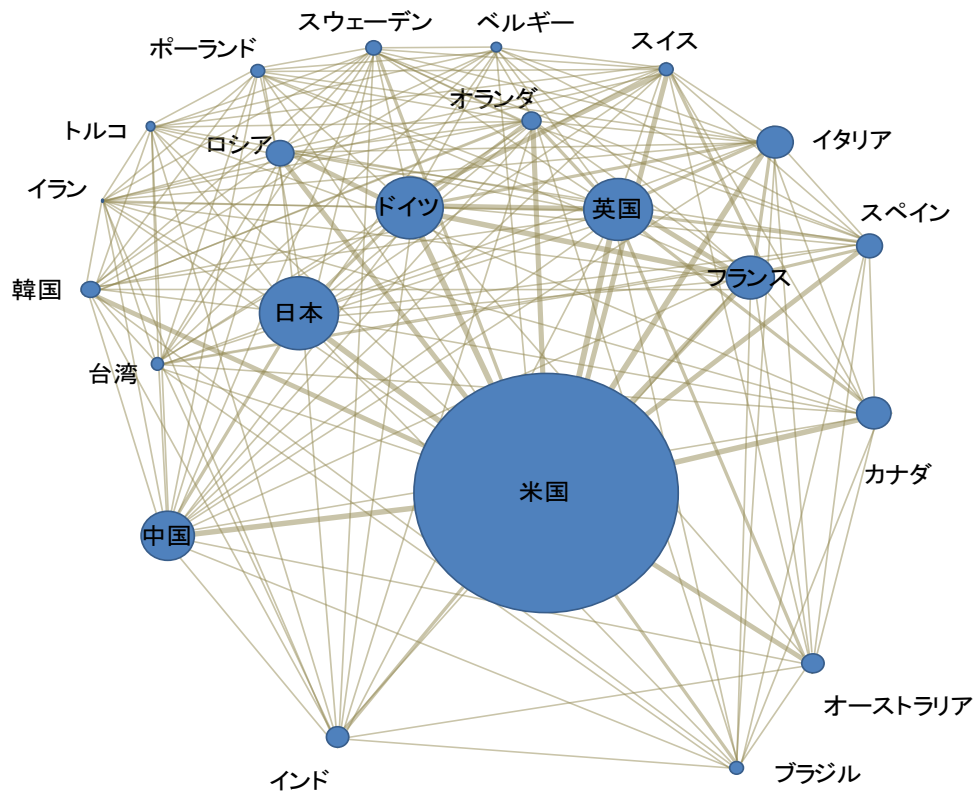 スウェーデン
ベルギー
スイス
ポーランド
オランダ
トルコ
ロシア
イタリア
イラン
ドイツ
英国
スペイン
韓国
日本
フランス
台湾
カナダ
米国
中国
オーストラリア
インド
ブラジル